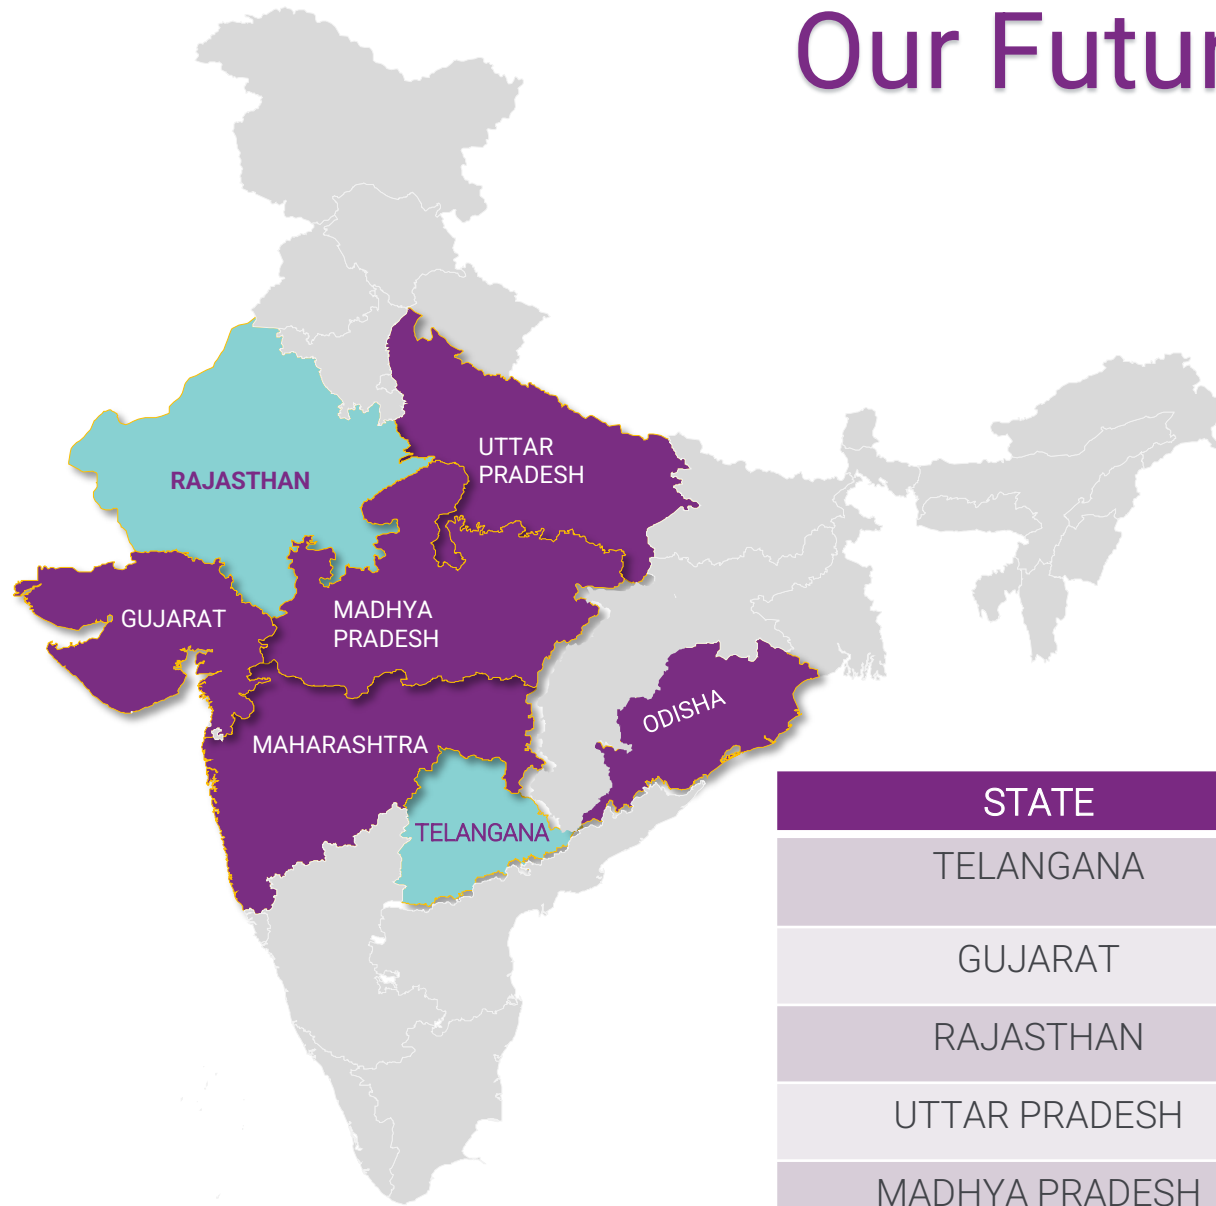 Our Futur
UTTAR
PRADESH
RAJASTHAN
GUJARAT
MADHYA
PRADESH
ODISHA
MAHARASHTRA
TELANGANA
STATE
TELANGANA
GUJARAT
RAJASTHAN
UTTAR PRADESH
MADHYA PRADESH